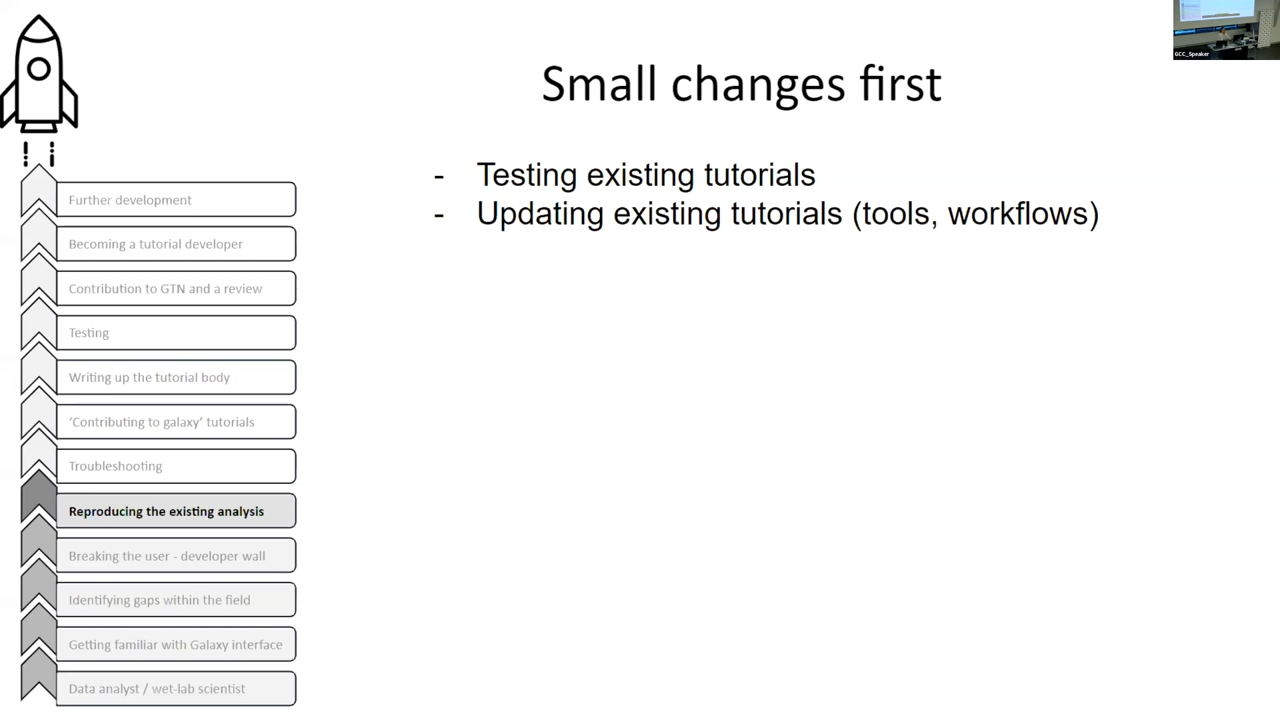 Small changes first
- Testing existing tutorials
- Updating existing tutorials (tools, workflows)
Further development
Becoming a tutorial developer
Contribution to GTN and a review
Testing
Writing up the tutorial body
‘Contributing to galaxy’ tutorials
Troubleshooting
Reproducing the existing analysis
Breaking the user - developer wall
Identifying gaps within the field
Getting familiar with Galaxy interface
Data analyst / wet-lab scientist
GCC_Speaker